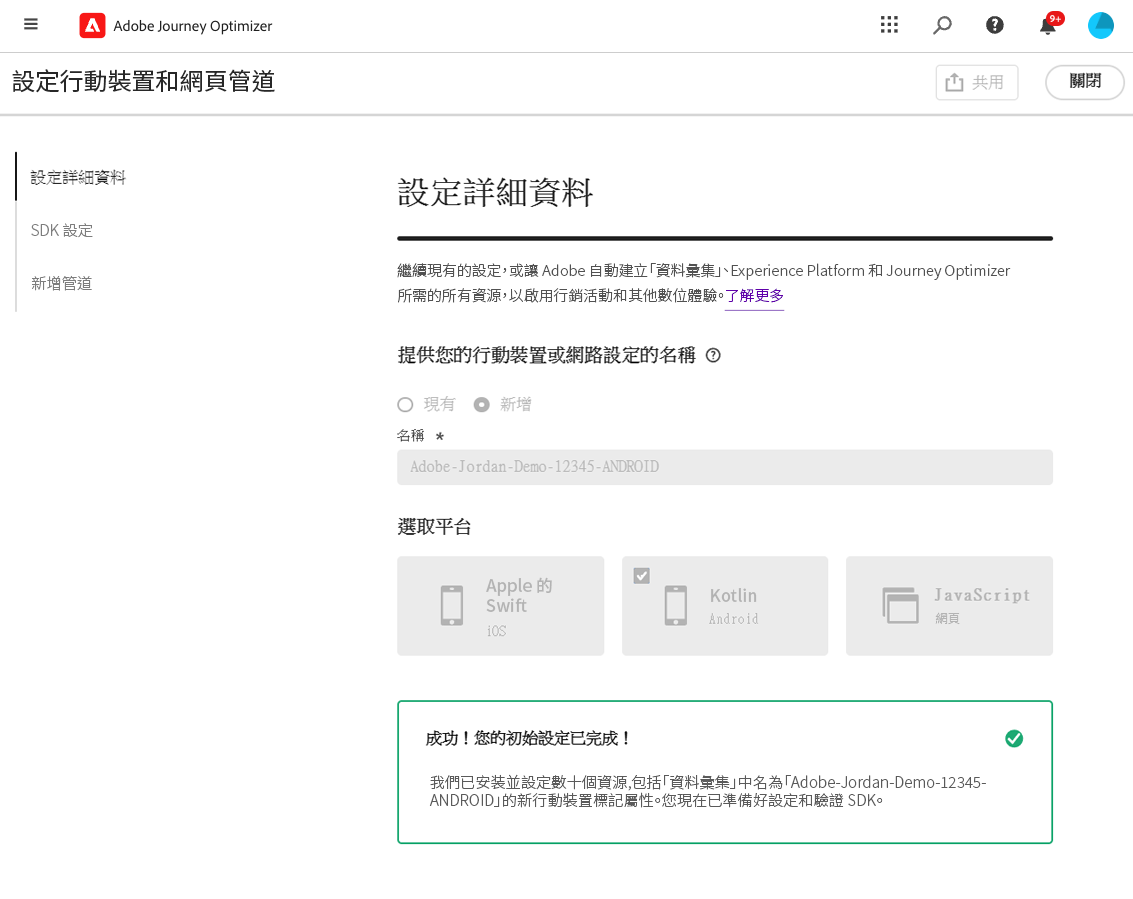 Adobe Journey Optimizer
9+
設定行動裝置和網頁管道
共用
關閉
設定詳細資料
SDK 設定
新增管道
設定詳細資料
繼續現有的設定，或讓 Adobe 自動建立「資料彙集」、Experience Platform 和 Journey Optimizer
所需的所有資源，以啟用行銷活動和其他數位體驗。了解更多
提供您的行動裝置或網路設定的名稱
現有
新增
名稱 *
Adobe-Jordan-Demo-12345-ANDROID
選取平台
Apple 的
Swift
iOS
Kotlin
Android
JavaScript
網頁
成功！您的初始設定已完成！
我們已安裝並設定數十個資源,包括「資料彙集」中名為「Adobe-Jordan-Demo-12345-
ANDROID」的新行動裝置標記屬性。您現在已準備好設定和驗證 SDK。